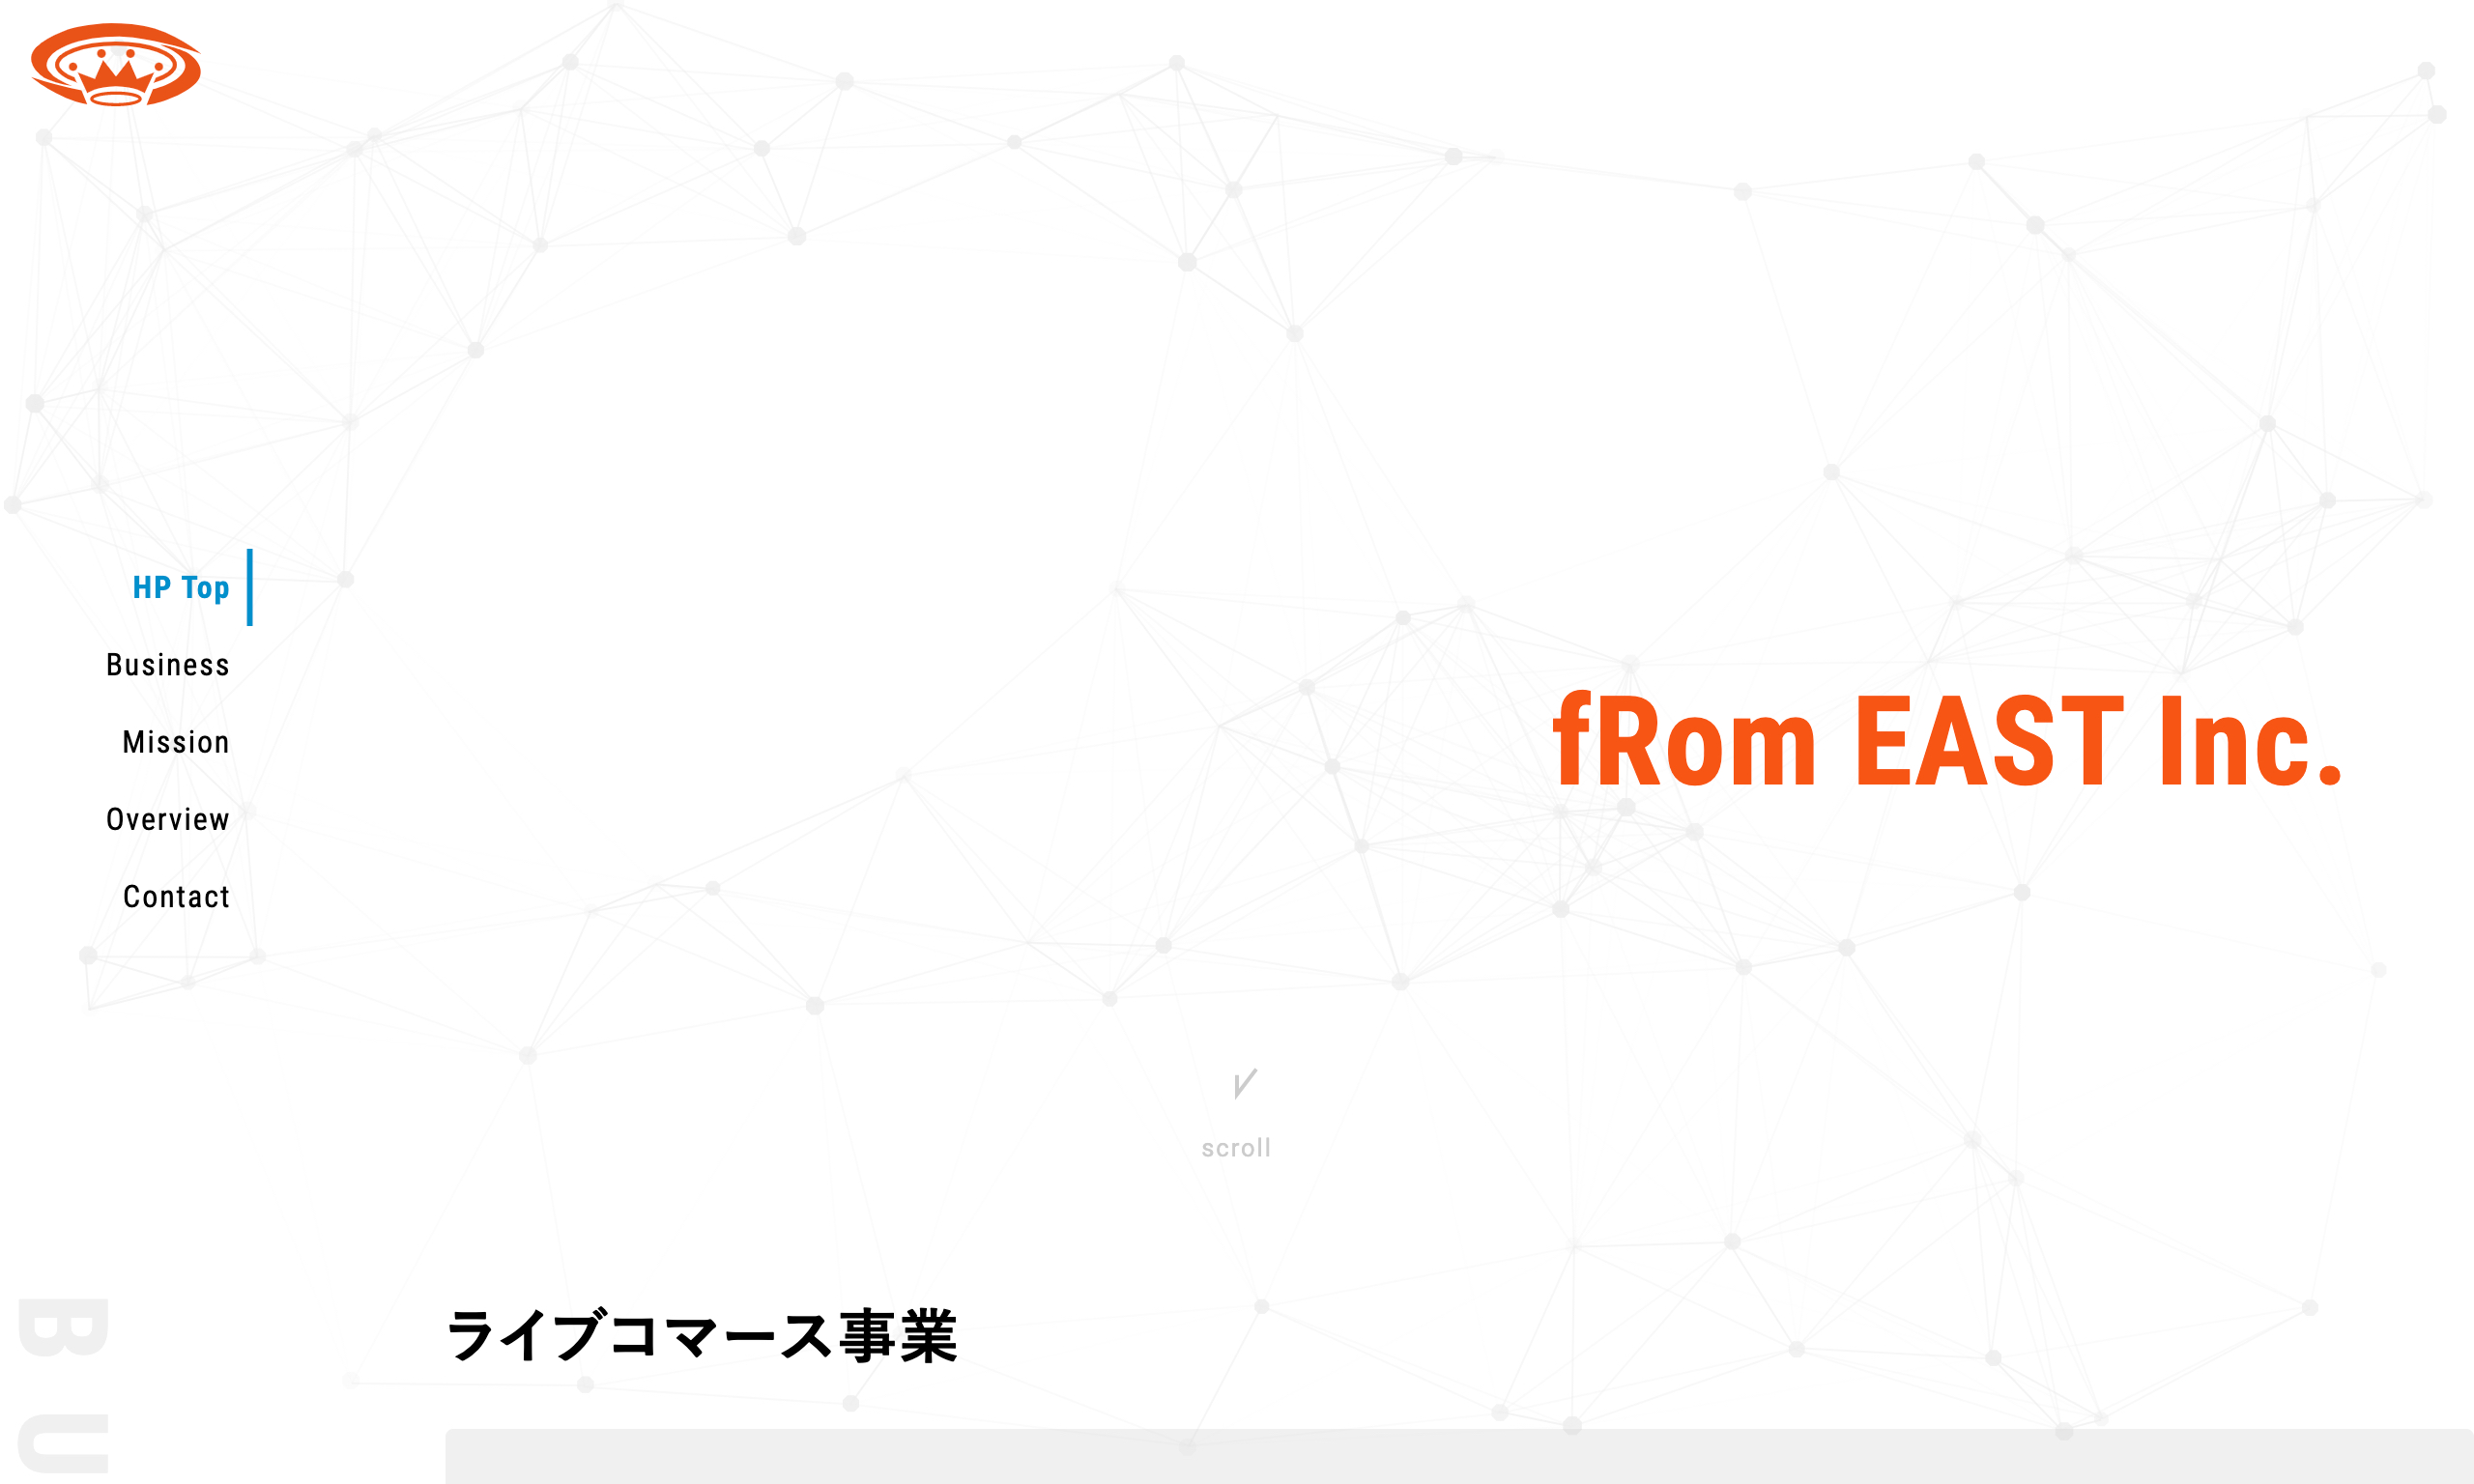 HP Top
Business
Mission
Overview
Contact
fRom EAST Inc.
scroll
ライブコマース事業
B U